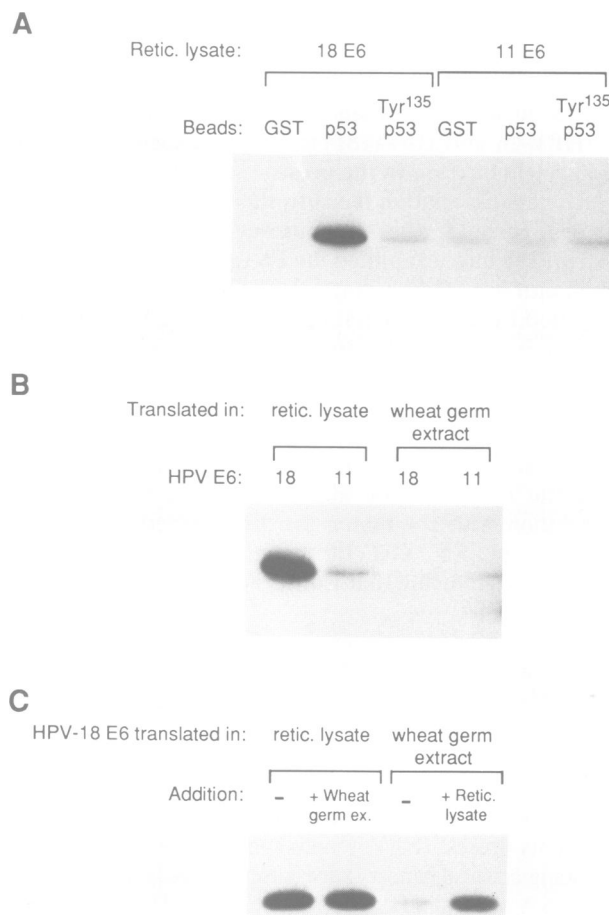 A
Retic. lysate: 18 E6 11 E6
Beads: GST p53 Tyr135 p53 GST p53 Tyr135 p53
B
Translated in: retic. lysate wheat germ extract
HPV E6: 18 11 18 11
C
HPV-18 E6 translated in: retic. lysate wheat germ extract
Addition: – + Wheat germ ex. – + Retic. lysate